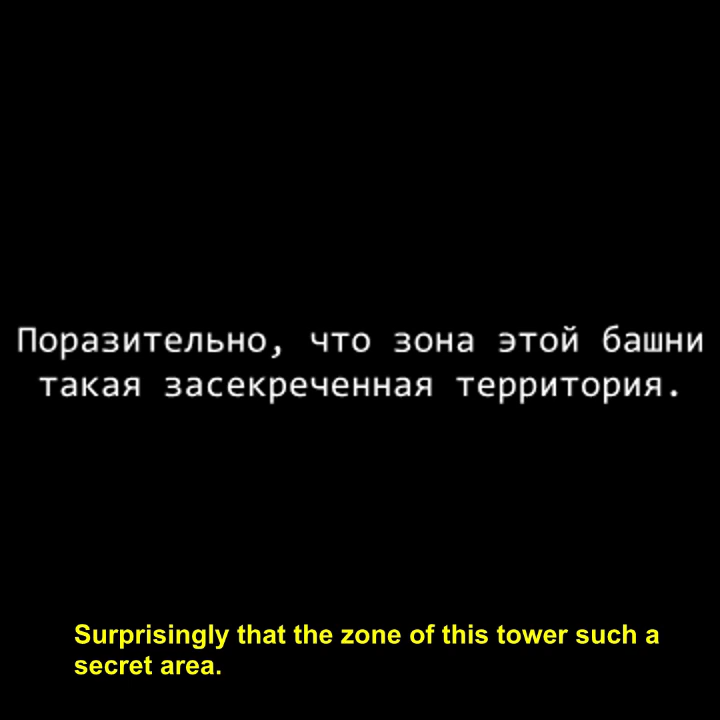 Поразительно, что зона этой башни
такая засекреченная территория.
Surprisingly that the zone of this tower such a
secret area.